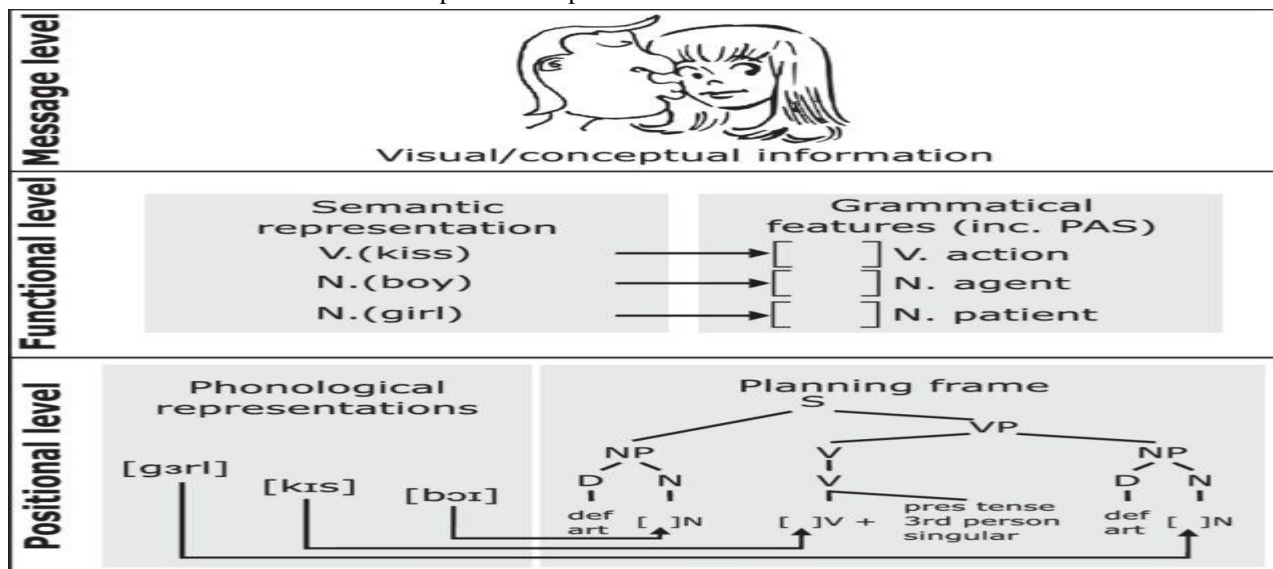 Message level
Visual/conceptual information
Functional level
Semantic
representation
V.(kiss)
N.(boy)
N.(girl)
Grammatical
features (inc. PAS)
[ ] V. action
[ ] N. agent
[ ] N. patient
Positional level
Phonological
representations
[gɜrl]
[kɪs]
[bɔɪ]
Planning frame
S
VP
NP V NP
D N V D N
def art [ ]N
[ ]V + pres tense
3rd person
singular
def art [ ]N